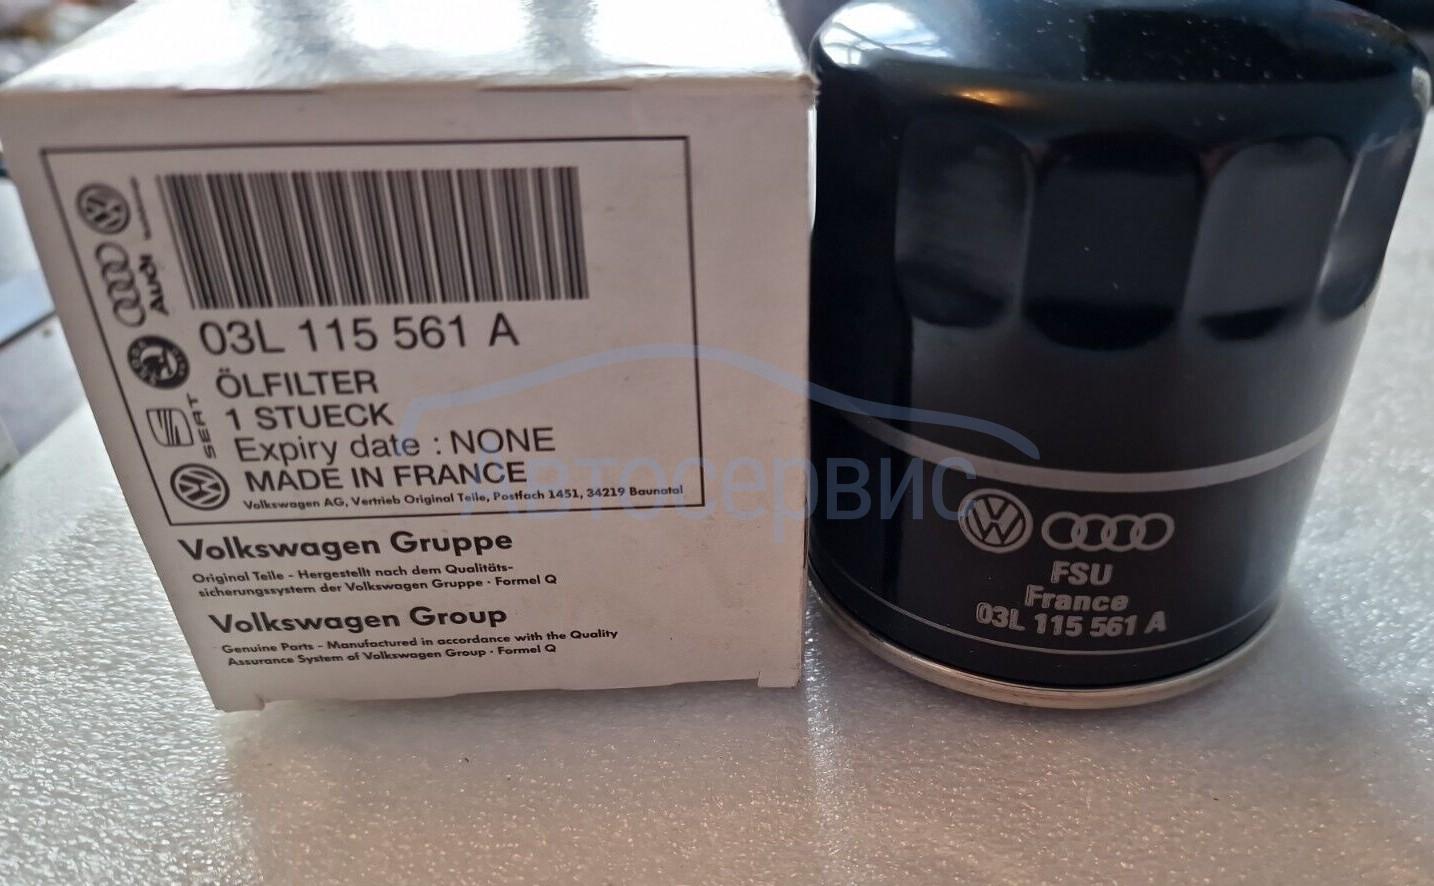 03L 115 561 A
ÖLFILTER
1 STUECK
Expiry date : NONE
MADE IN FRANCE
Volkswagen AG, Vertrieb Original Teile, Postfach 1451, 34219 Baunatal
Audi
SEAT
Volkswagen Gruppe
Original Teile - Hergestellt nach dem Qualitäts-
sicherungssystem der Volkswagen Gruppe · Formel Q
Volkswagen Group
Genuine Parts - Manufactured in accordance with the Quality
Assurance System of Volkswagen Group · Formel Q
FSU
France
03L 115 561 A
Автосервис